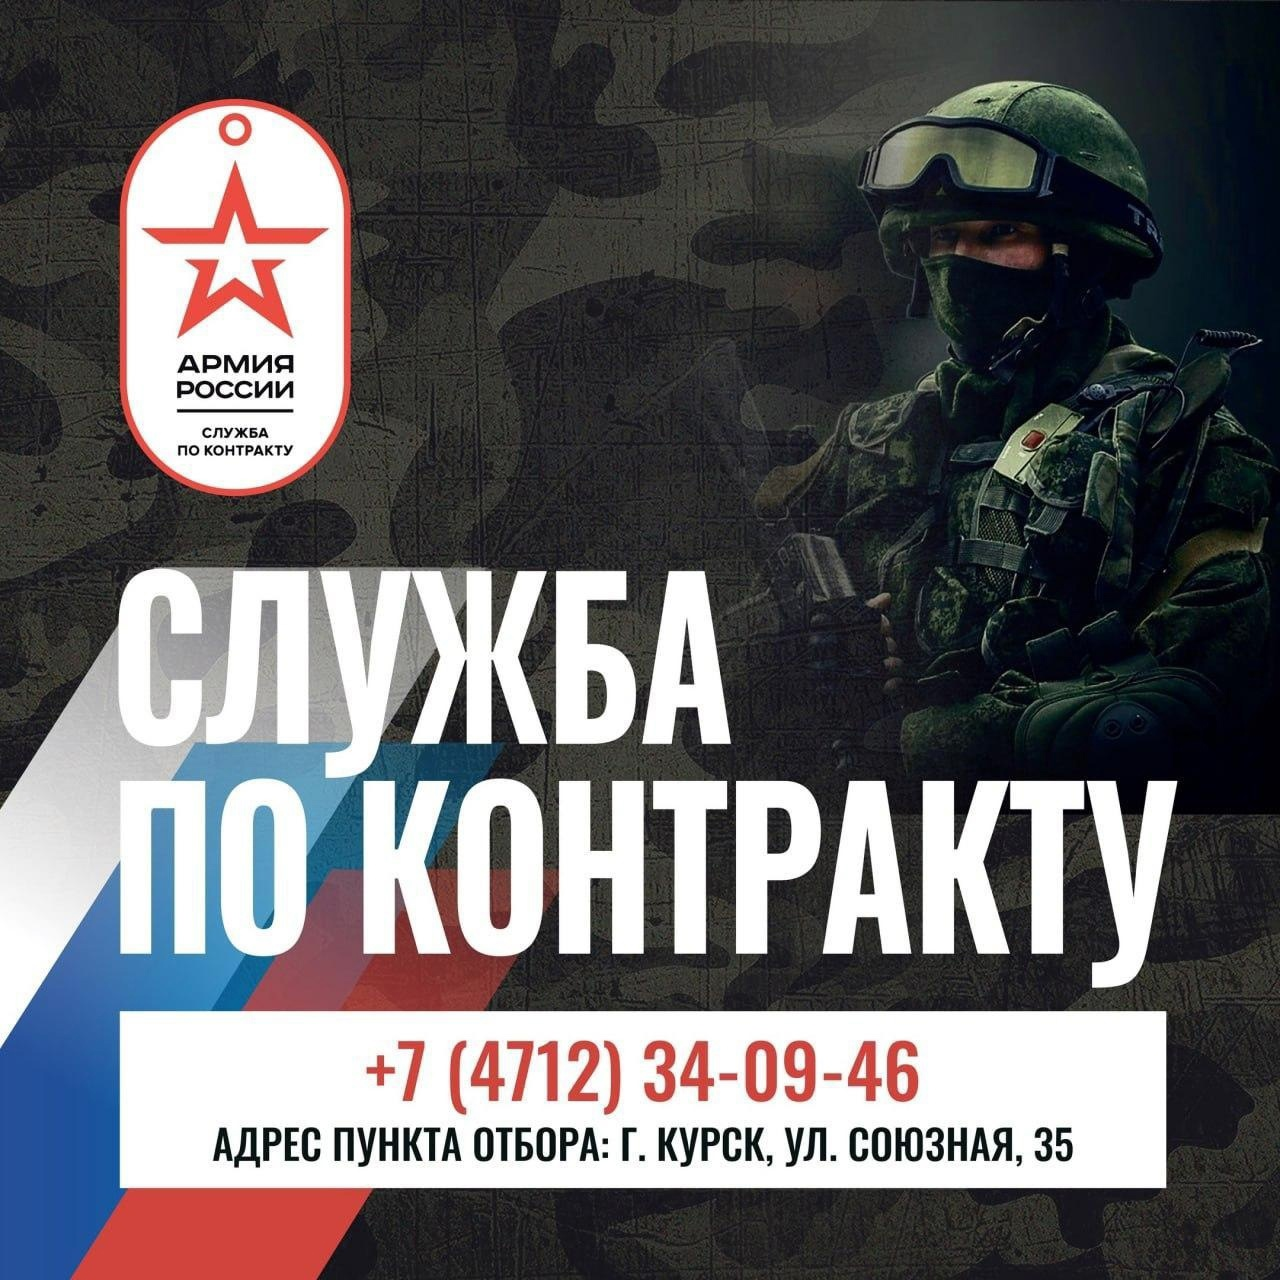 АРМИЯ
РОССИИ
СЛУЖБА
ПО КОНТРАКТУ
СЛУЖБА
ПО КОНТРАКТУ
+7 (4712) 34-09-46
АДРЕС ПУНКТА ОТБОРА: Г. КУРСК, УЛ. СОЮЗНАЯ, 35